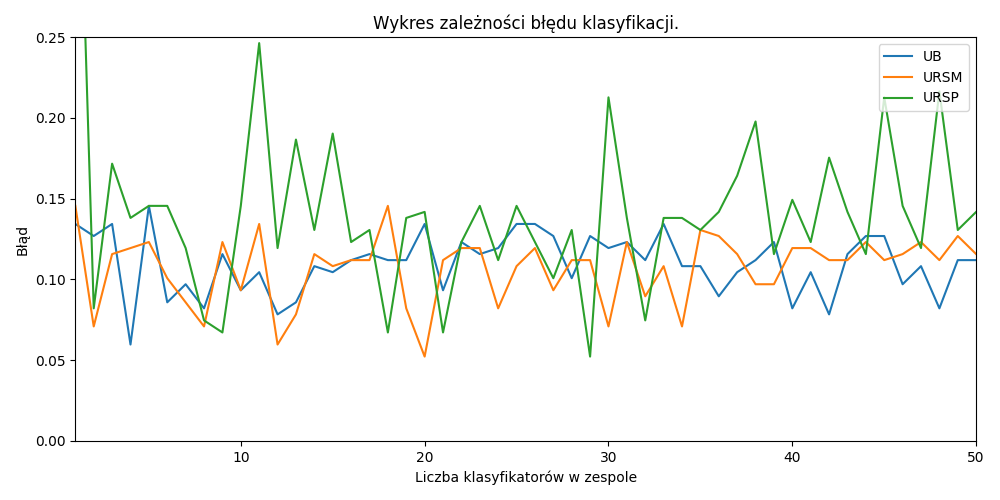 Wykres zależności błędu klasyfikacji.
0.25
0.20
0.15
0.10
0.05
0.00
Błąd
UB
URSM
URSP
10 20 30 40 50
Liczba klasyfikatorów w zespole